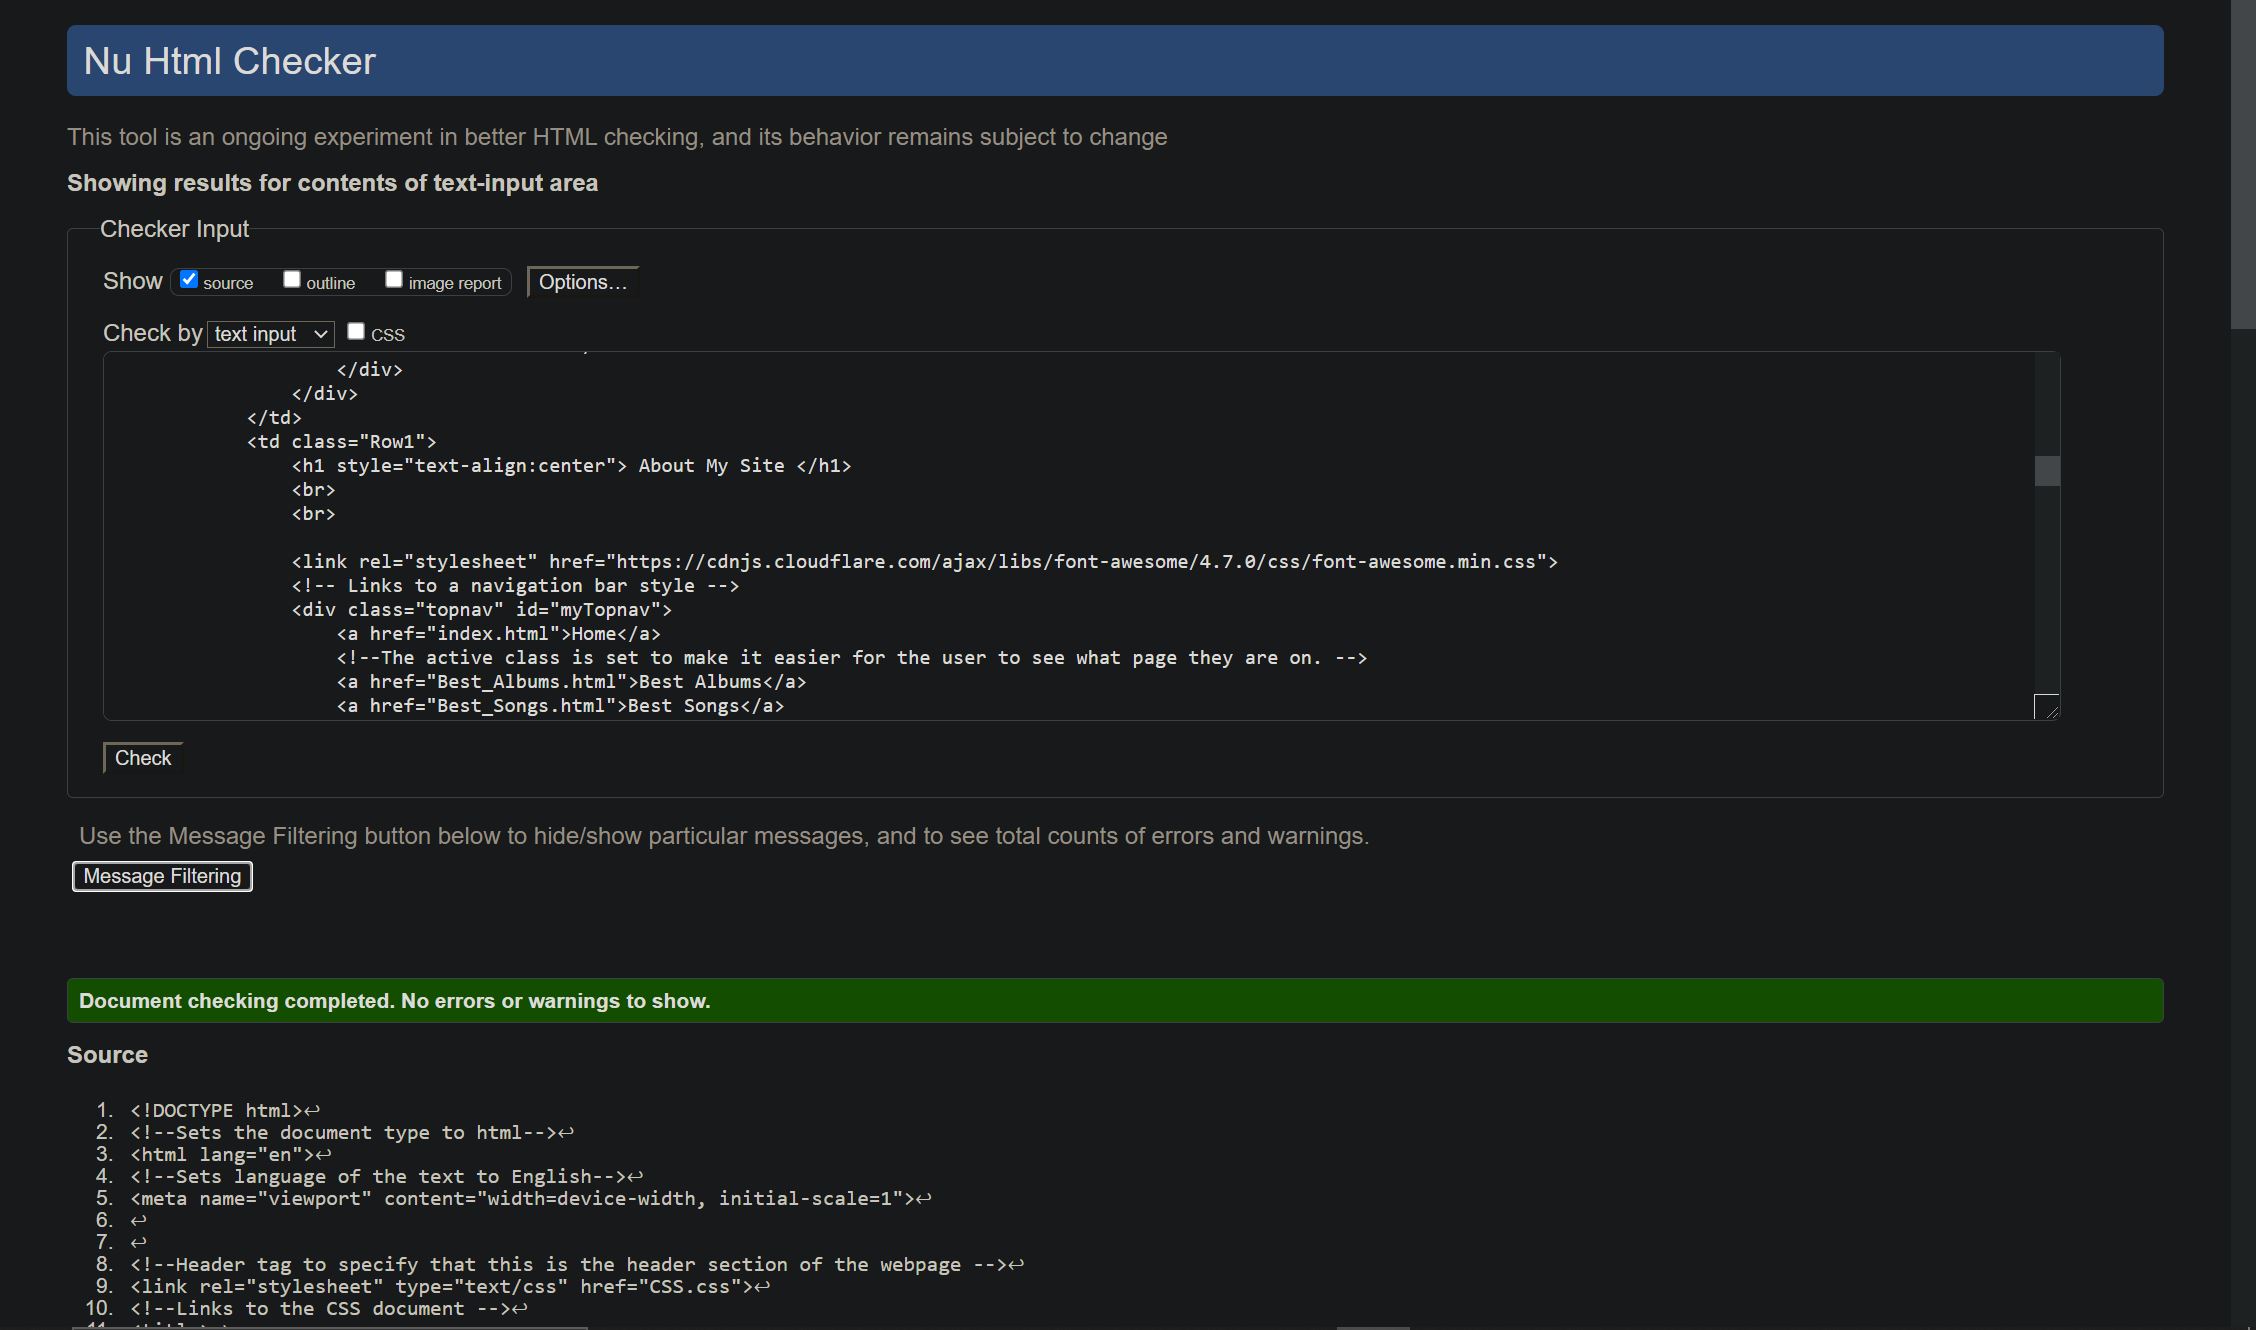 Nu Html Checker
This tool is an ongoing experiment in better HTML checking, and its behavior remains subject to change
Showing results for contents of text-input area
Checker Input
Show source outline image report Options...
Check by text input CSS
</div>
</div>
</td>
<td class="Row1">
<h1 style="text-align:center"> About My Site </h1>
<br>
<br>
<link rel="stylesheet" href="https://cdnjs.cloudflare.com/ajax/libs/font-awesome/4.7.0/css/font-awesome.min.css">
<!-- Links to a navigation bar style -->
<div class="topnav" id="myTopnav">
<a href="index.html">Home</a>
<!--The active class is set to make it easier for the user to see what page they are on. -->
<a href="Best_Albums.html">Best Albums</a>
<a href="Best_Songs.html">Best Songs</a>
Check
Use the Message Filtering button below to hide/show particular messages, and to see total counts of errors and warnings.
Message Filtering
Document checking completed. No errors or warnings to show.
Source
1. <!DOCTYPE html>↩
2. <!--Sets the document type to html-->↩
3. <html lang="en">↩
4. <!--Sets language of the text to English-->↩
5. <meta name="viewport" content="width=device-width, initial-scale=1">↩
6. ↩
7. ↩
8. <!--Header tag to specify that this is the header section of the webpage -->↩
9. <link rel="stylesheet" type="text/css" href="CSS.css">↩
10. <!--Links to the CSS document -->↩